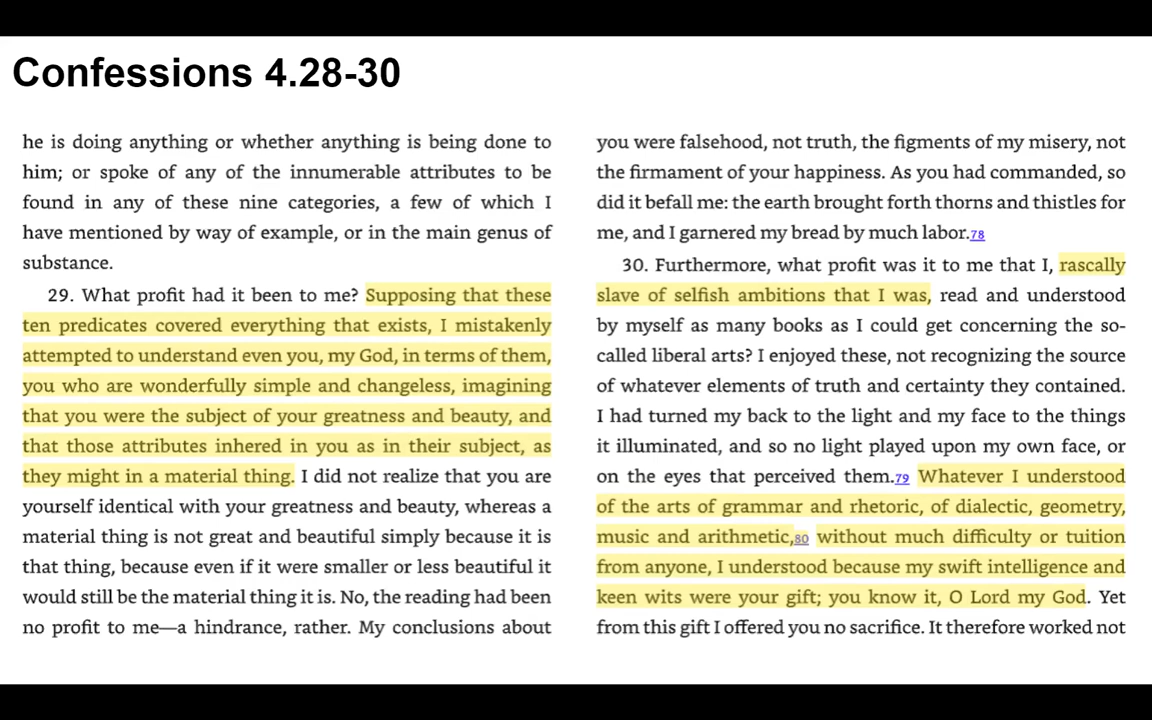 Confessions 4.28-30
he is doing anything or whether anything is being done to
him; or spoke of any of the innumerable attributes to be
found in any of these nine categories, a few of which I
have mentioned by way of example, or in the main genus of
substance.
29. What profit had it been to me? Supposing that these
ten predicates covered everything that exists, I mistakenly
attempted to understand even you, my God, in terms of them,
you who are wonderfully simple and changeless, imagining
that you were the subject of your greatness and beauty, and
that those attributes inhered in you as in their subject, as
they might in a material thing. I did not realize that you are
yourself identical with your greatness and beauty, whereas a
material thing is not great and beautiful simply because it is
that thing, because even if it were smaller or less beautiful it
would still be the material thing it is. No, the reading had been
no profit to me—a hindrance, rather. My conclusions about
you were falsehood, not truth, the figments of my misery, not
the firmament of your happiness. As you had commanded, so
did it befall me: the earth brought forth thorns and thistles for
me, and I garnered my bread by much labor.78
30. Furthermore, what profit was it to me that I, rascally
slave of selfish ambitions that I was, read and understood
by myself as many books as I could get concerning the so-
called liberal arts? I enjoyed these, not recognizing the source
of whatever elements of truth and certainty they contained.
I had turned my back to the light and my face to the things
it illuminated, and so no light played upon my own face, or
on the eyes that perceived them.79 Whatever I understood
of the arts of grammar and rhetoric, of dialectic, geometry,
music and arithmetic,80 without much difficulty or tuition
from anyone, I understood because my swift intelligence and
keen wits were your gift; you know it, O Lord my God. Yet
from this gift I offered you no sacrifice. It therefore worked not